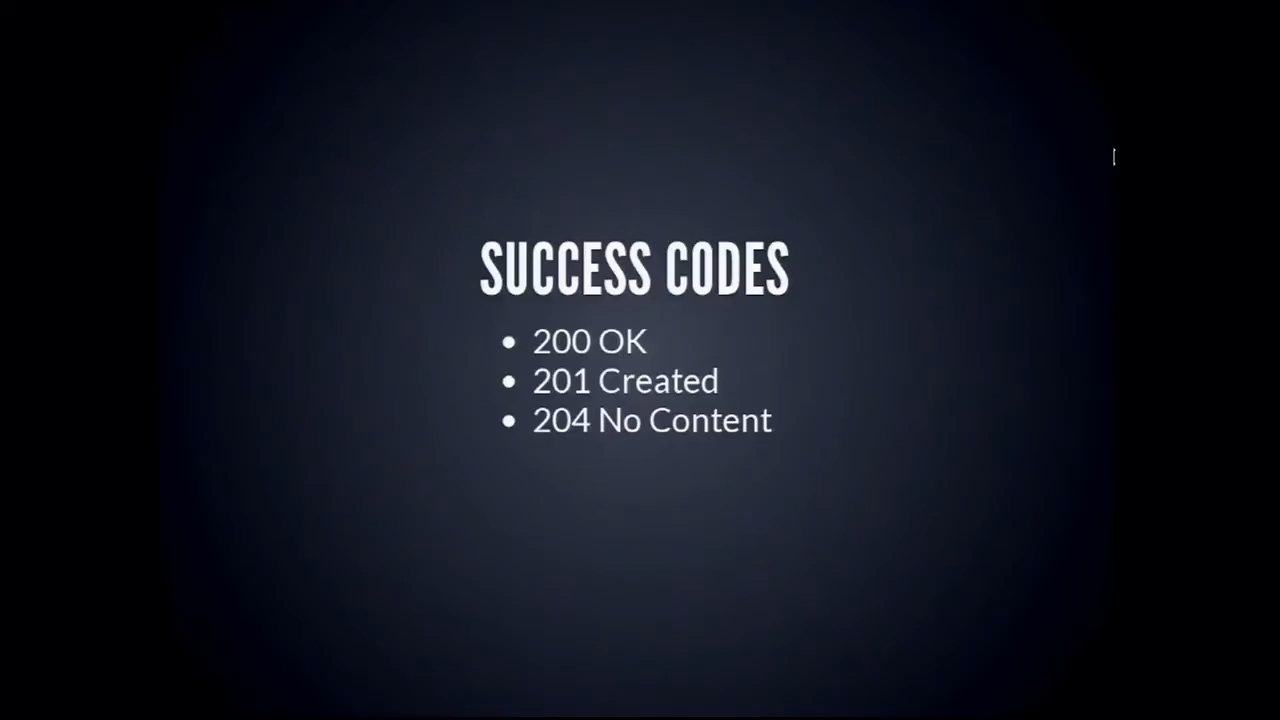 SUCCESS CODES
• 200 OK
• 201 Created
• 204 No Content